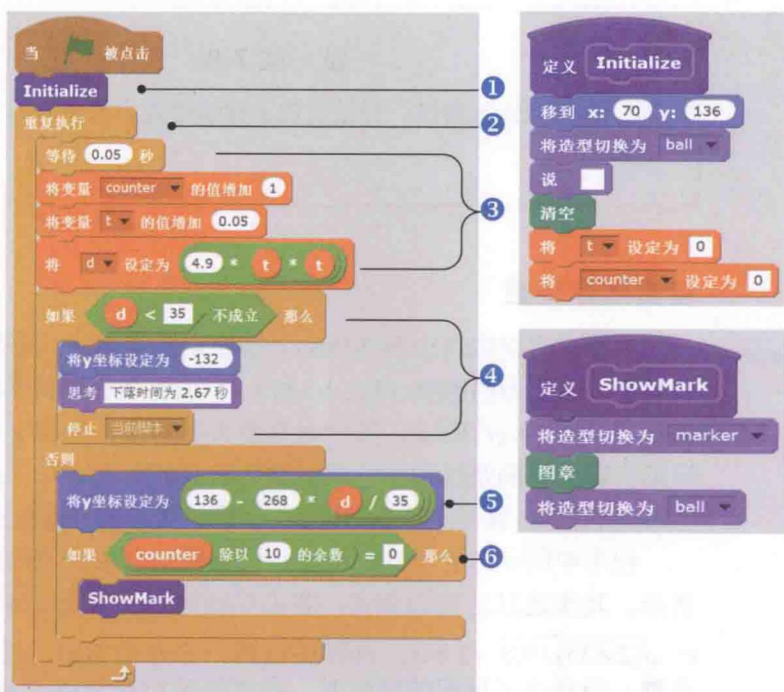 当 被点击
Initialize
重复执行
等待 0.05 秒
将变量 counter 的值增加 1
将变量 t 的值增加 0.05
将 d 设定为 4.9 * t * t
如果 d < 35 不成立 那么
将y坐标设定为 -132
思考 下落时间为 2.67 秒
停止 当前脚本
否则
将y坐标设定为 136 - 268 * d / 35
如果 counter 除以 10 的余数 = 0 那么
ShowMark
1
2
3
4
5
6
定义 Initialize
移到 x: 70 y: 136
将造型切换为 ball
说
清空
将 t 设定为 0
将 counter 设定为 0
定义 ShowMark
将造型切换为 marker
图章
将造型切换为 ball